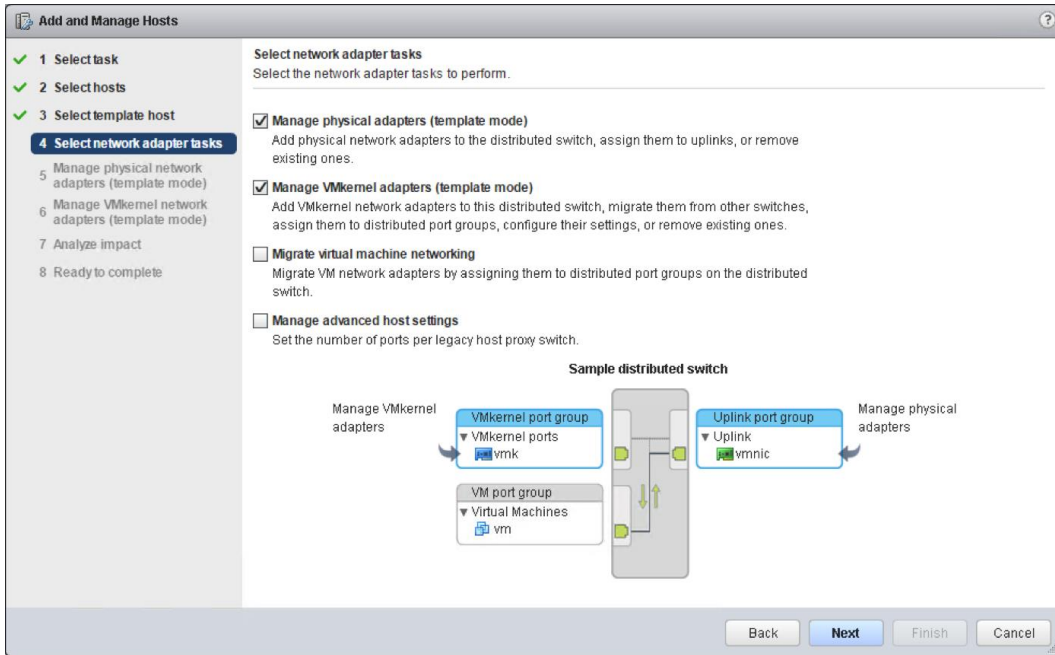 Add and Manage Hosts
?
1 Select task
2 Select hosts
3 Select template host
4 Select network adapter tasks
5 Manage physical network
adapters (template mode)
6 Manage VMkernel network
adapters (template mode)
7 Analyze impact
8 Ready to complete
Select network adapter tasks
Select the network adapter tasks to perform.
Manage physical adapters (template mode)
Add physical network adapters to the distributed switch, assign them to uplinks, or remove
existing ones.
Manage VMkernel adapters (template mode)
Add VMkernel network adapters to this distributed switch, migrate them from other switches,
assign them to distributed port groups, configure their settings, or remove existing ones.
Migrate virtual machine networking
Migrate VM network adapters by assigning them to distributed port groups on the distributed
switch.
Manage advanced host settings
Set the number of ports per legacy host proxy switch.
Sample distributed switch
Manage VMkernel
adapters
VMkernel port group
VMkernel ports
vmk
VM port group
Virtual Machines
vm
Uplink port group
Uplink
vmnic
Manage physical
adapters
Back
Next
Finish
Cancel